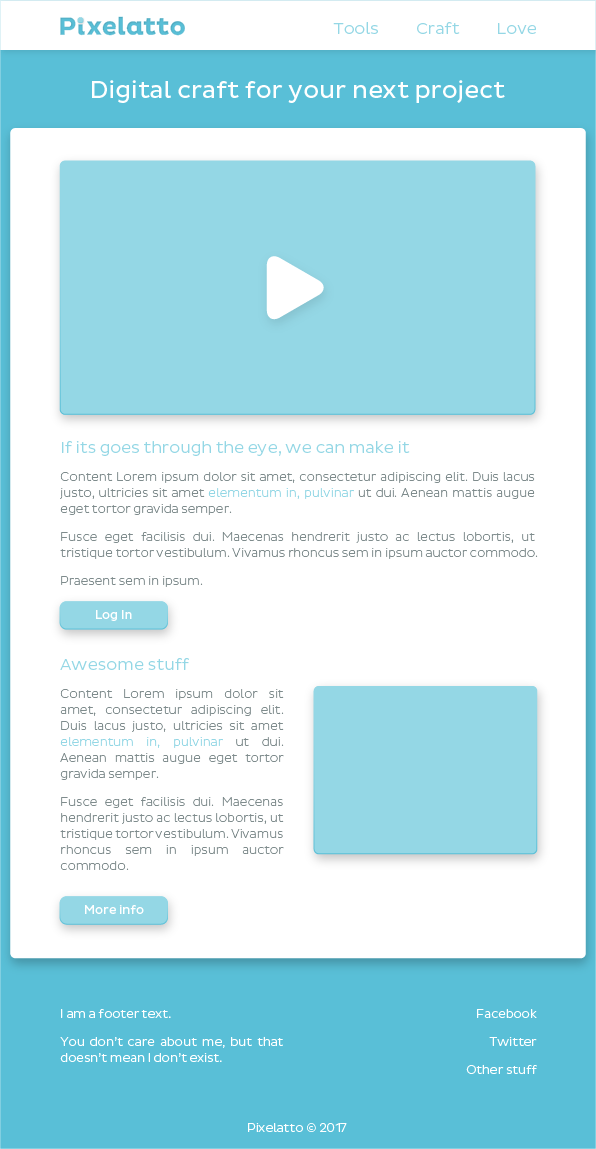 Pixelatto
Tools Craft Love
Digital craft for your next project
If its goes through the eye, we can make it
Content Lorem ipsum dolor sit amet, consectetur adipiscing elit. Duis lacus
justo, ultricies sit amet elementum in, pulvinar ut dui. Aenean mattis augue
eget tortor gravida semper.
Fusce eget facilisis dui. Maecenas hendrerit justo ac lectus lobortis, ut
tristique tortor vestibulum. Vivamus rhoncus sem in ipsum auctor commodo.
Praesent sem in ipsum.
Log In
Awesome stuff
Content Lorem ipsum dolor sit
amet, consectetur adipiscing elit.
Duis lacus justo, ultricies sit amet
elementum in, pulvinar ut dui.
Aenean mattis augue eget tortor
gravida semper.
Fusce eget facilisis dui. Maecenas
hendrerit justo ac lectus lobortis, ut
tristique tortor vestibulum. Vivamus
rhoncus sem in ipsum auctor
commodo.
More info
I am a footer text.
You don't care about me, but that
doesn't mean I don't exist.
Facebook
Twitter
Other stuff
Pixelatto © 2017